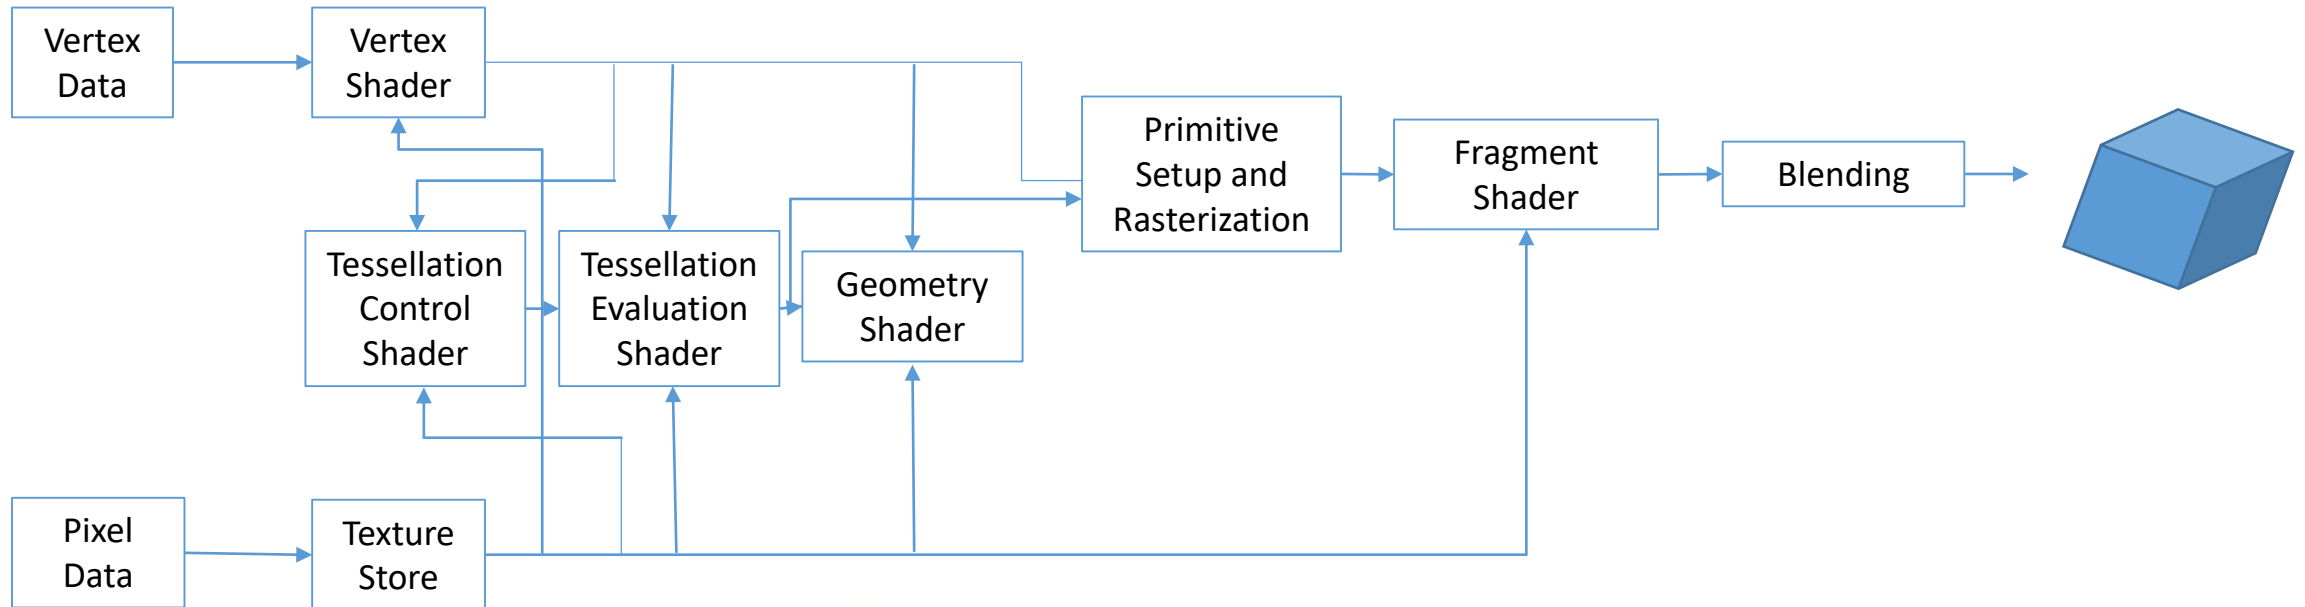 Vertex
Data
Vertex
Shader
Primitive
Setup and
Rasterization
Fragment
Shader
Blending
Tessellation
Control
Shader
Tessellation
Evaluation
Shader
Geometry
Shader
Pixel
Data
Texture
Store